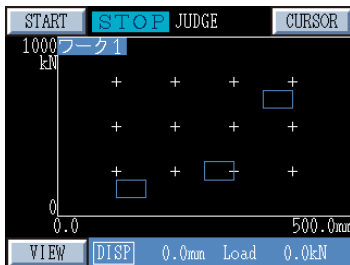 START STOP JUDGE CURSOR
1000 ワーク1
kN
0
0.0 500.0mm
VIEW DISP 0.0mm Load 0.0kN